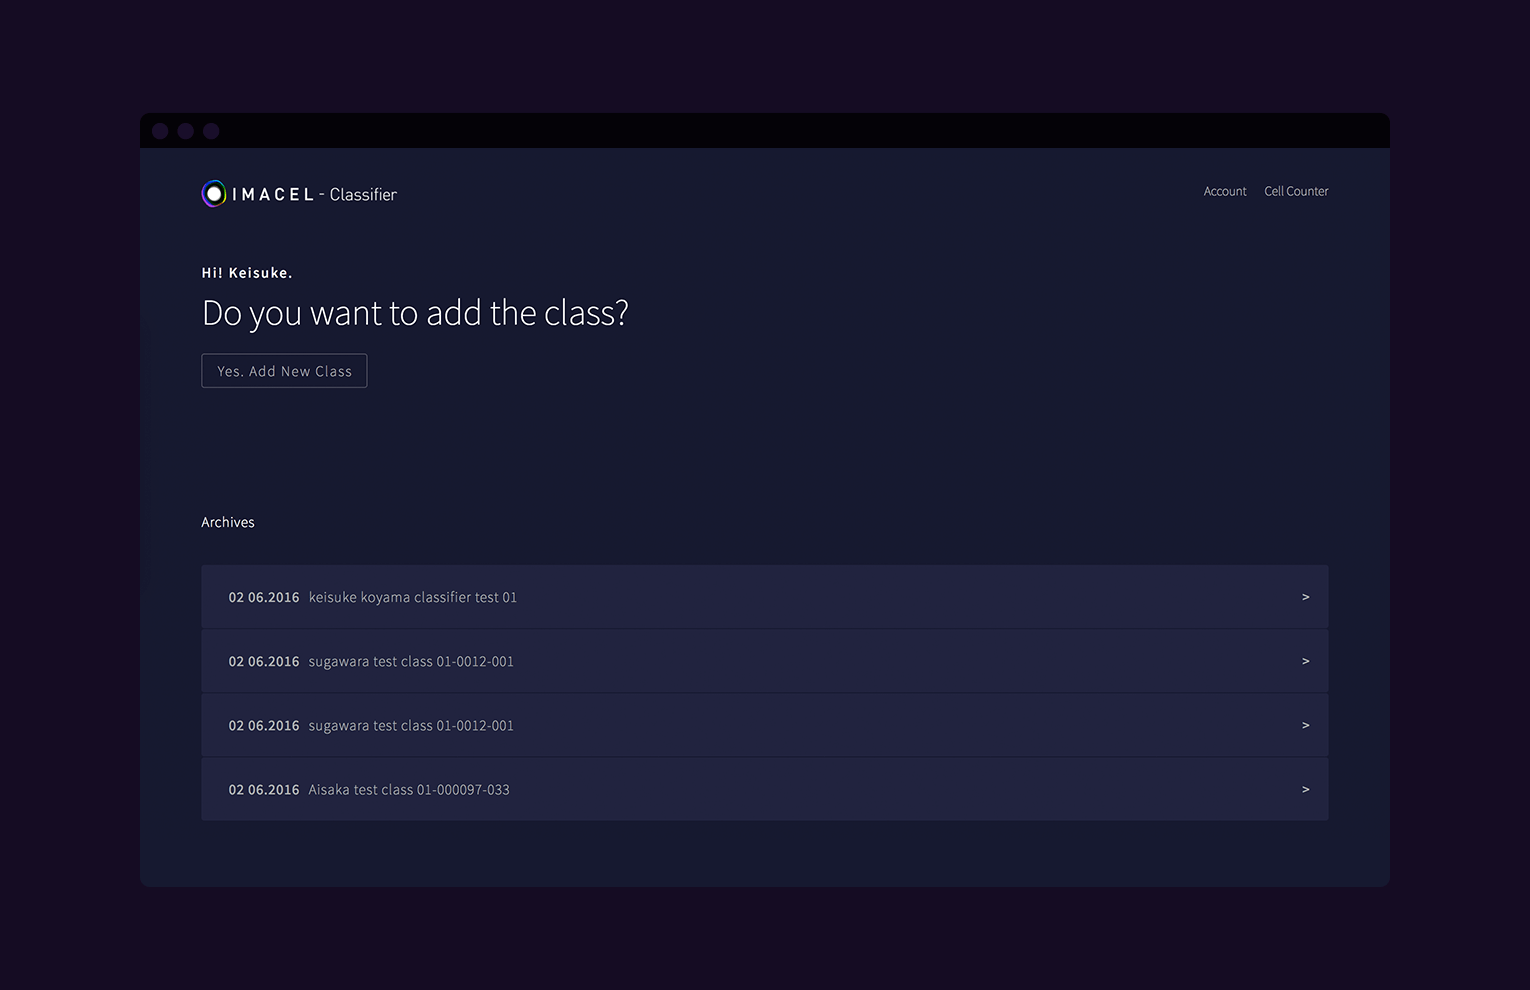 IMACEL - Classifier
Account Cell Counter
Hi! Keisuke.
Do you want to add the class?
Yes. Add New Class
Archives
02 06.2016 keisuke koyama classifier test 01 >
02 06.2016 sugawara test class 01-0012-001 >
02 06.2016 sugawara test class 01-0012-001 >
02 06.2016 Aisaka test class 01-000097-033 >